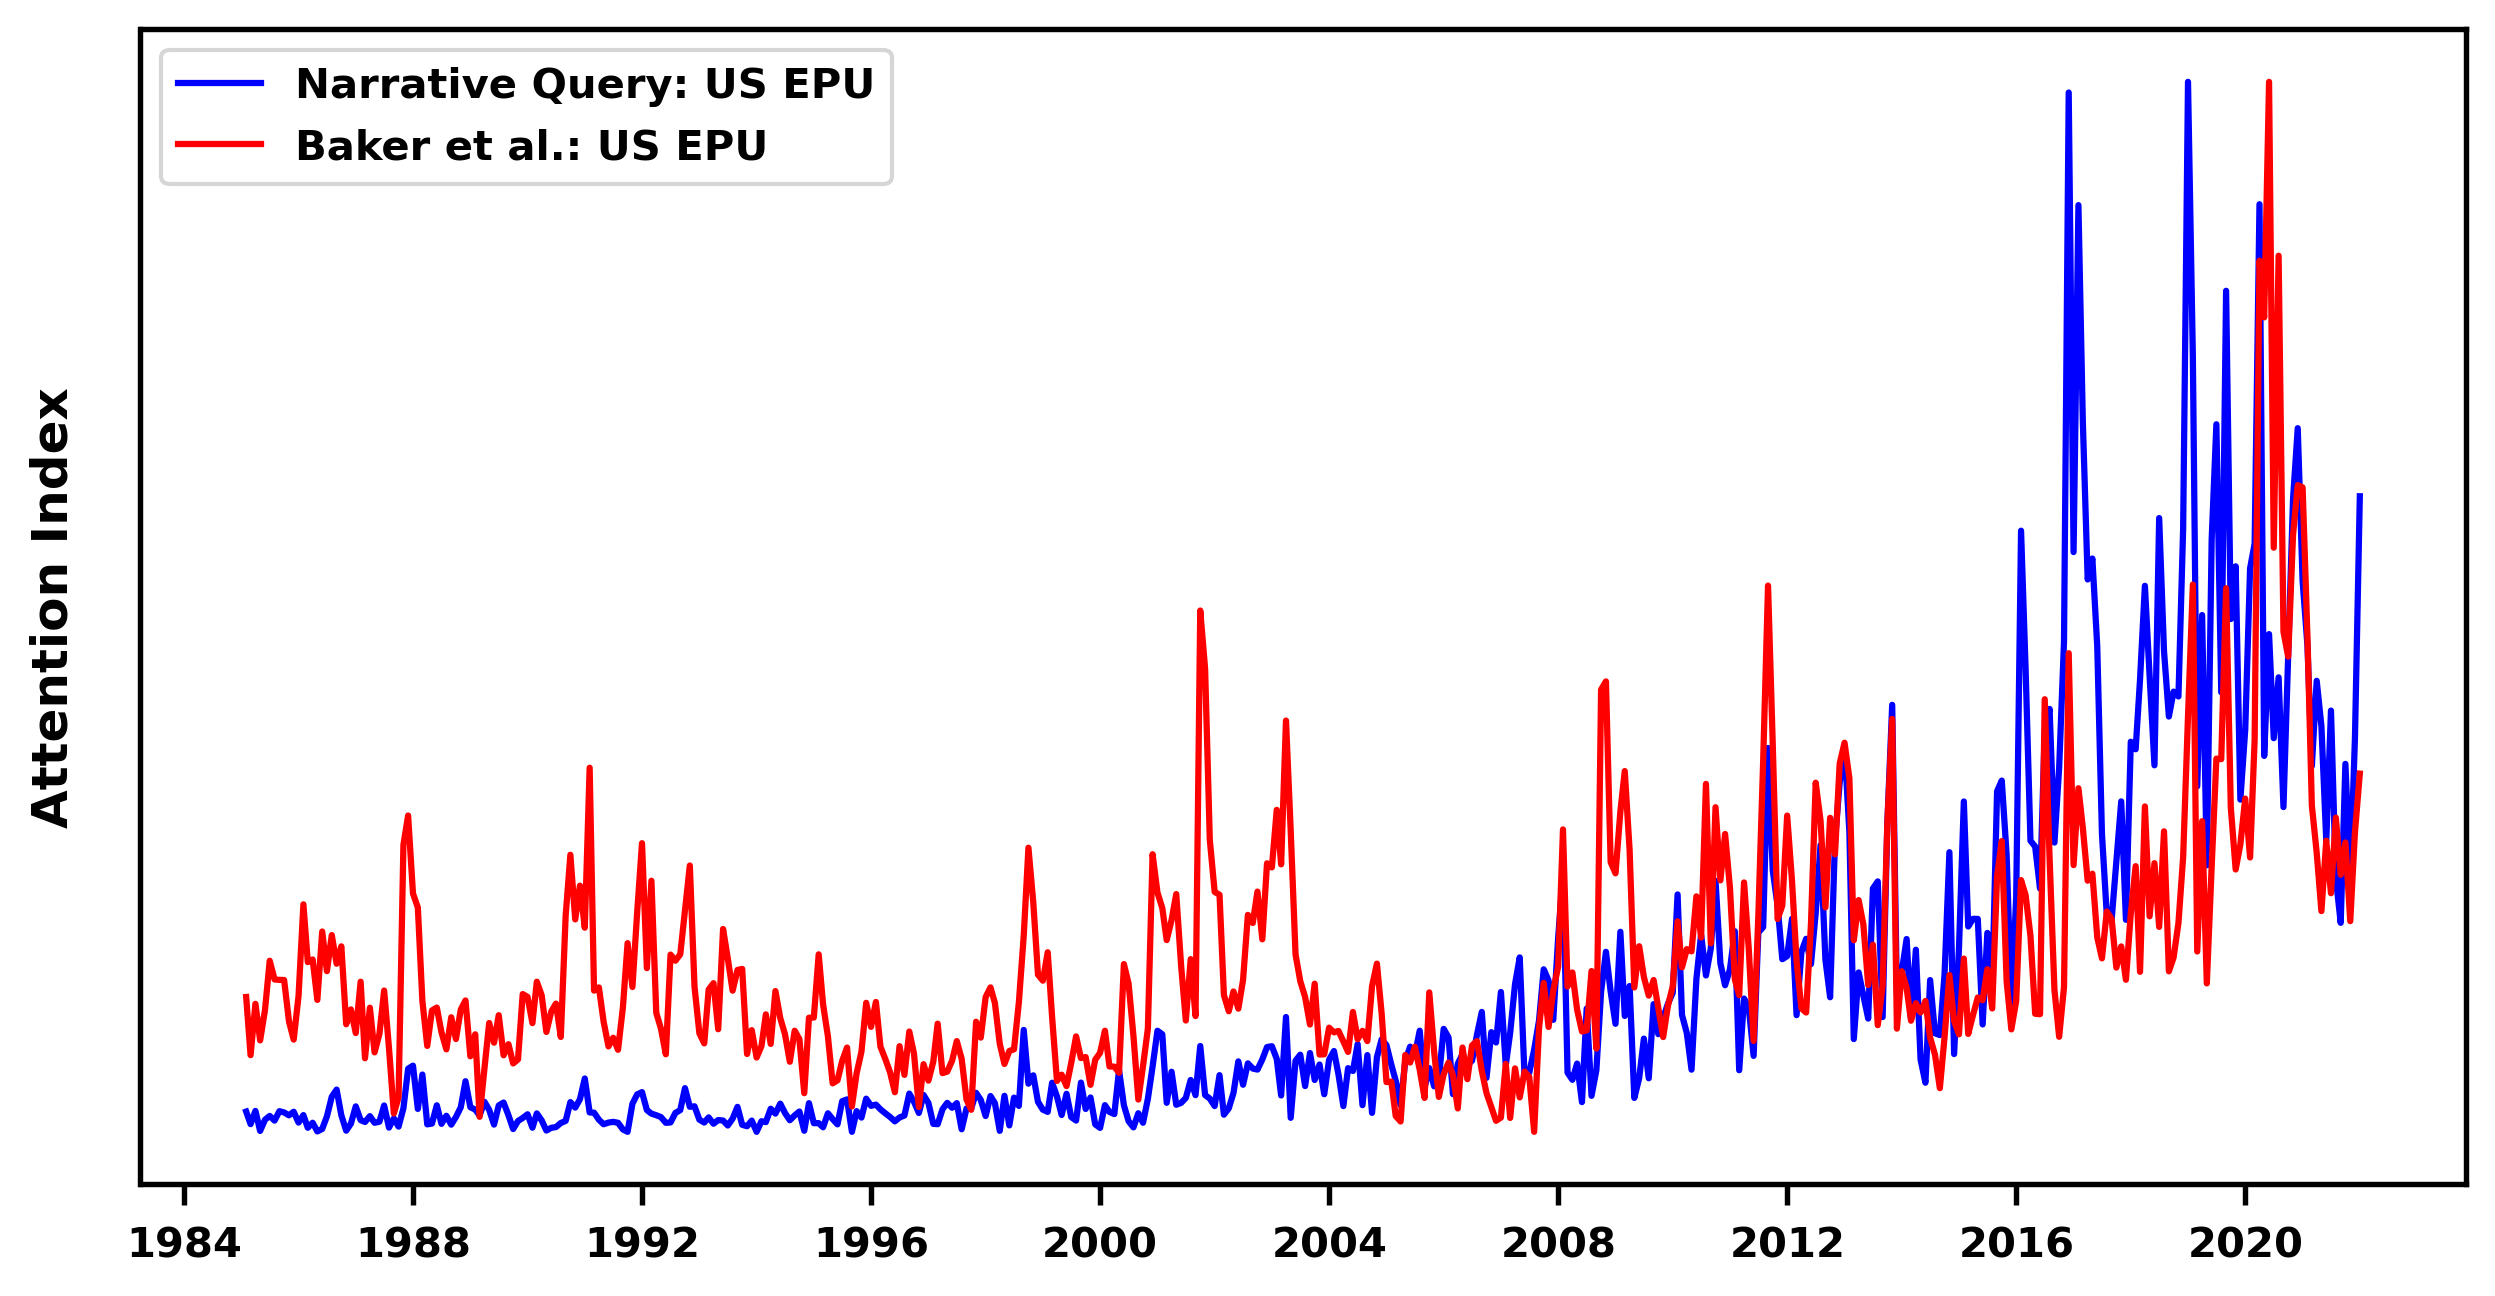 Narrative Query: US EPU
Baker et al.: US EPU
Attention Index
1984 1988 1992 1996 2000 2004 2008 2012 2016 2020